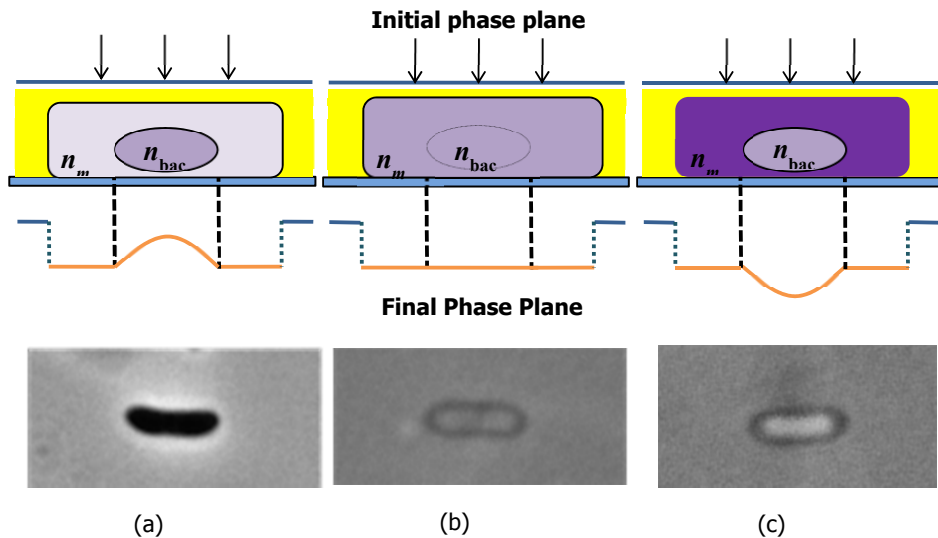 Initial phase plane
n_m n_bac
n_m n_bac
n_m n_bac
Final Phase Plane
(a)
(b)
(c)